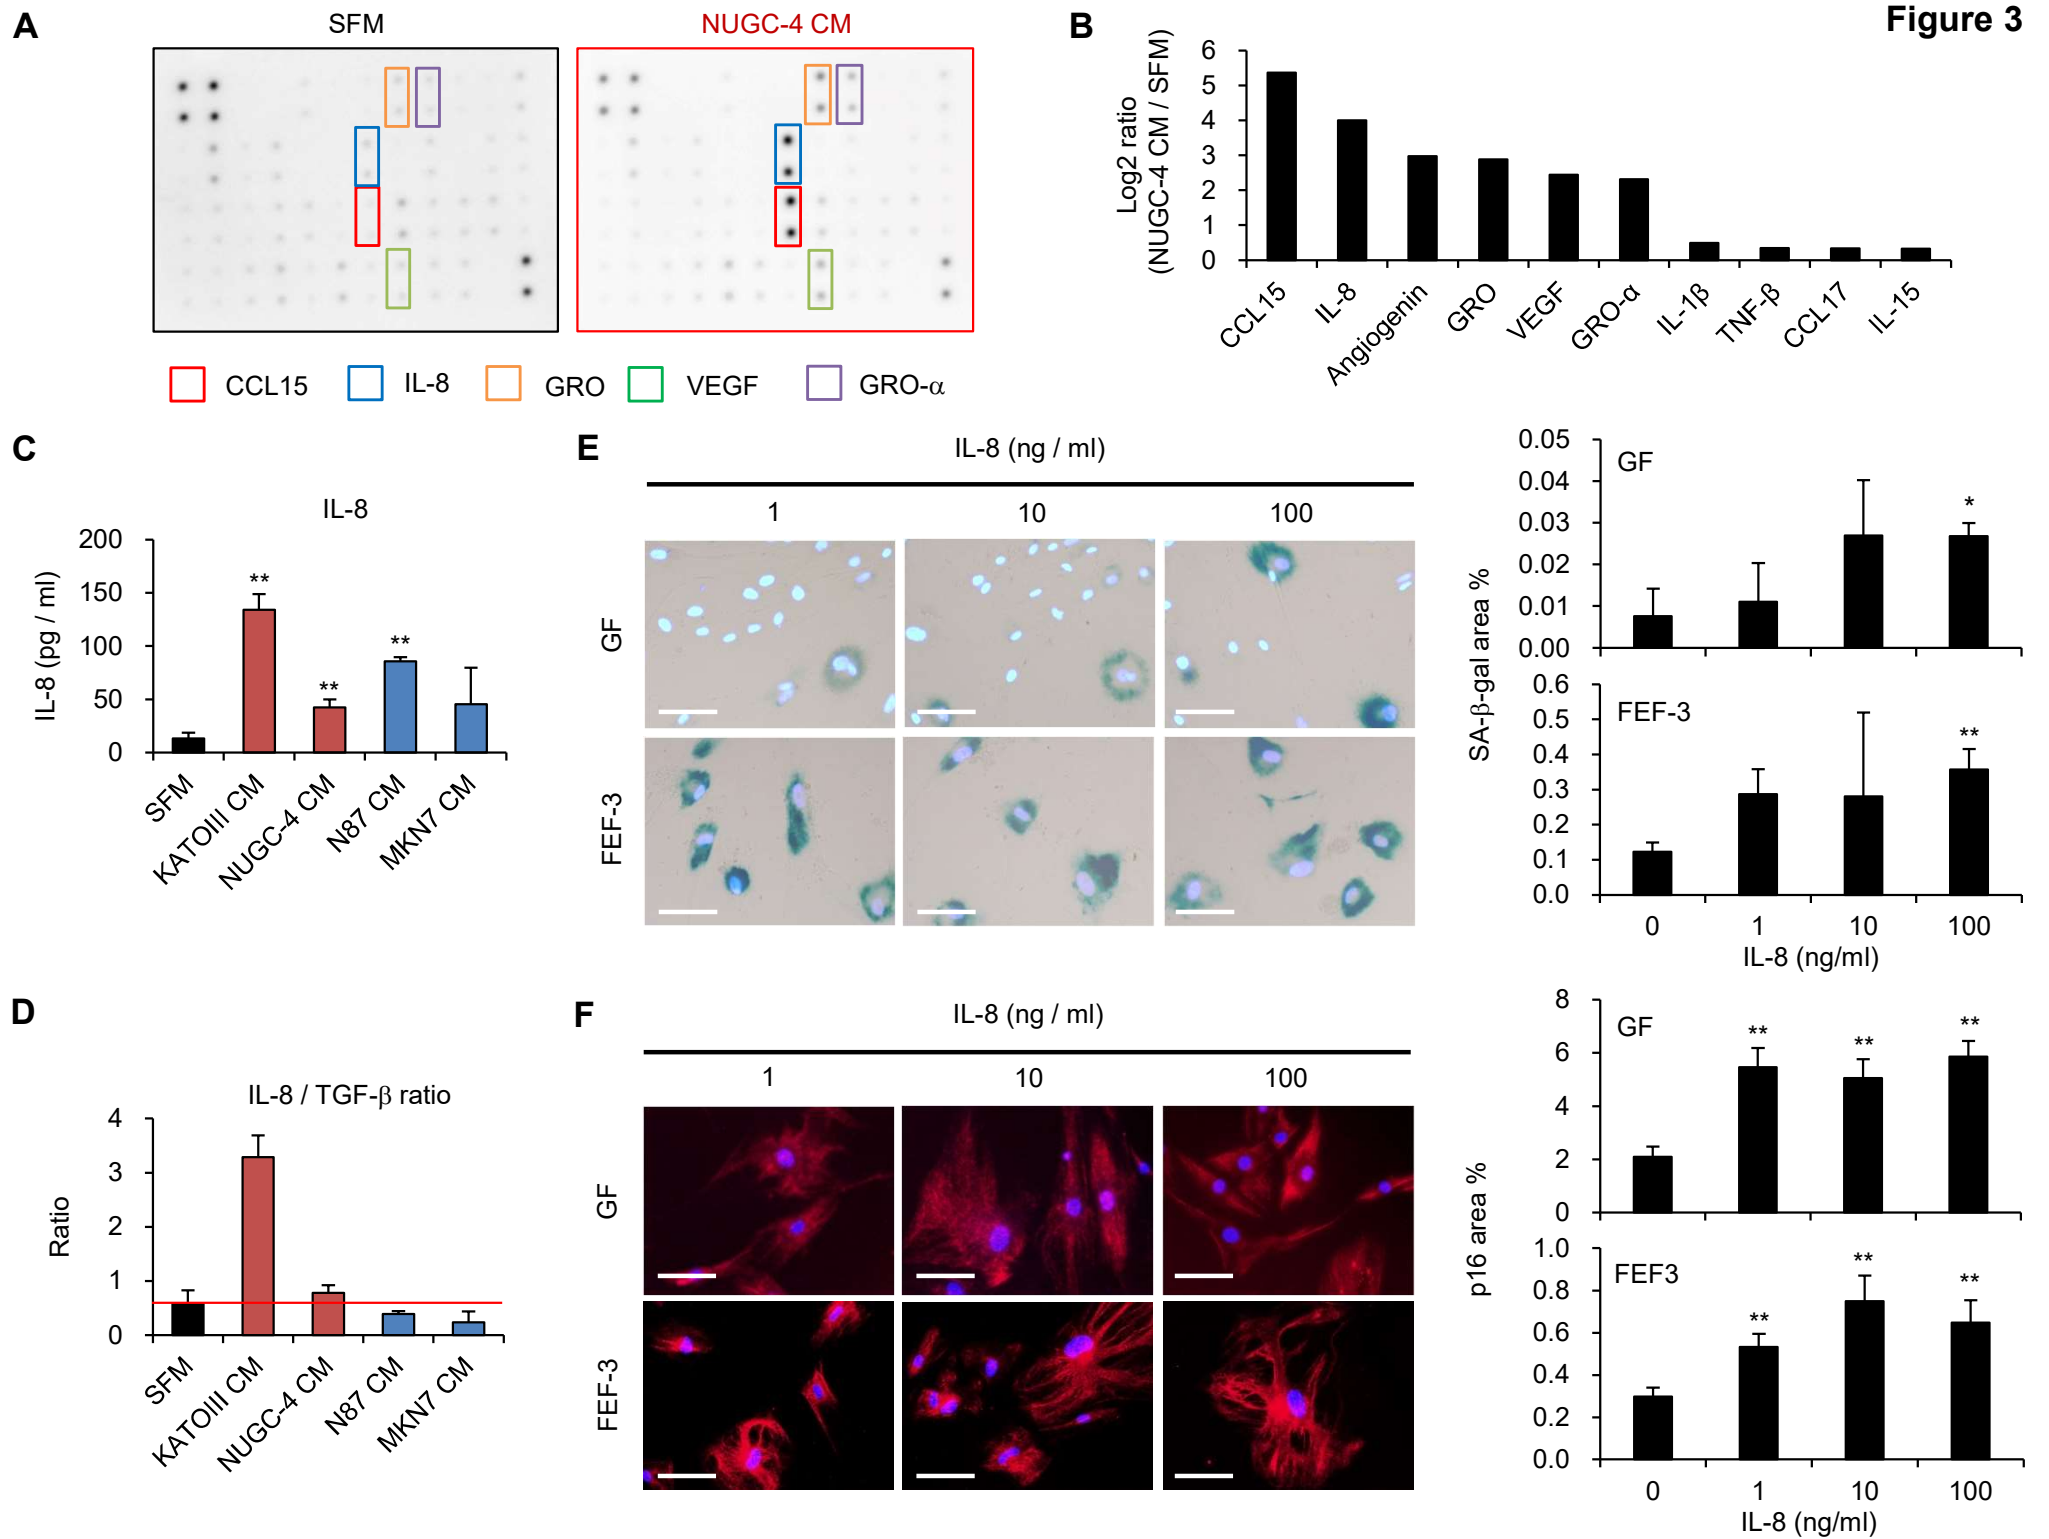 Figure 3
A
SFM
NUGC-4 CM
CCL15
IL-8
GRO
VEGF
GRO-α
B
Log2 ratio
(NUGC-4 CM / SFM)
6
5
4
3
2
1
0
CCL15
IL-8
Angiogenin
GRO
VEGF
GRO-α
IL-1β
TNF-β
CCL17
IL-15
C
IL-8
IL-8 (pg / ml)
200
150
100
50
0
**
**
**
SFM
KATOIII CM
NUGC-4 CM
N87 CM
MKN7 CM
D
IL-8 / TGF-β ratio
Ratio
4
3
2
1
0
SFM
KATOIII CM
NUGC-4 CM
N87 CM
MKN7 CM
E
IL-8 (ng / ml)
1
10
100
GF
FEF-3
SA-β-gal area %
GF
0.05
0.04
0.03
0.02
0.01
0.00
*
FEF-3
0.6
0.5
0.4
0.3
0.2
0.1
0.0
**
0
1
10
100
IL-8 (ng/ml)
F
IL-8 (ng / ml)
1
10
100
GF
FEF-3
p16 area %
GF
8
6
4
2
0
**
**
**
FEF3
1.0
0.8
0.6
0.4
0.2
0.0
**
**
**
0
1
10
100
IL-8 (ng/ml)